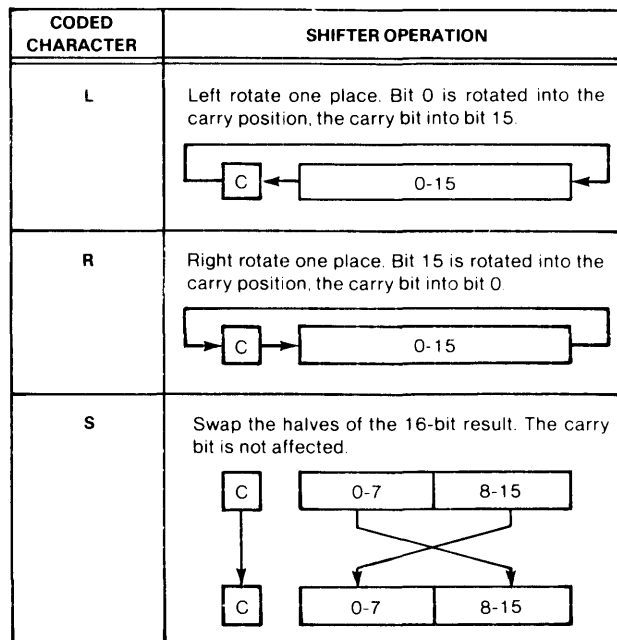 CODED
CHARACTER
SHIFTER OPERATION
L
Left rotate one place. Bit 0 is rotated into the
carry position, the carry bit into bit 15.
C
0-15
R
Right rotate one place. Bit 15 is rotated into the
carry position, the carry bit into bit 0.
C
0-15
S
Swap the halves of the 16-bit result. The carry
bit is not affected.
C
0-7
8-15
C
0-7
8-15